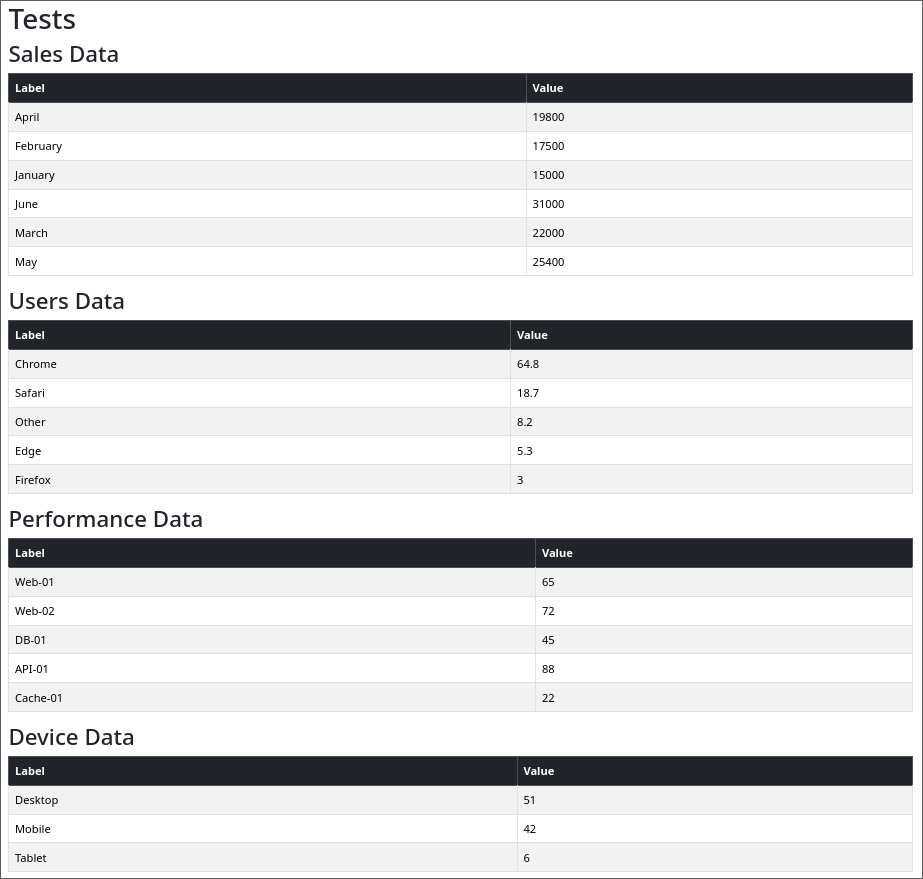 Tests
Sales Data
Label Value
April 19800
February 17500
January 15000
June 31000
March 22000
May 25400
Users Data
Label Value
Chrome 64.8
Safari 18.7
Other 8.2
Edge 5.3
Firefox 3
Performance Data
Label Value
Web-01 65
Web-02 72
DB-01 45
API-01 88
Cache-01 22
Device Data
Label Value
Desktop 51
Mobile 42
Tablet 6